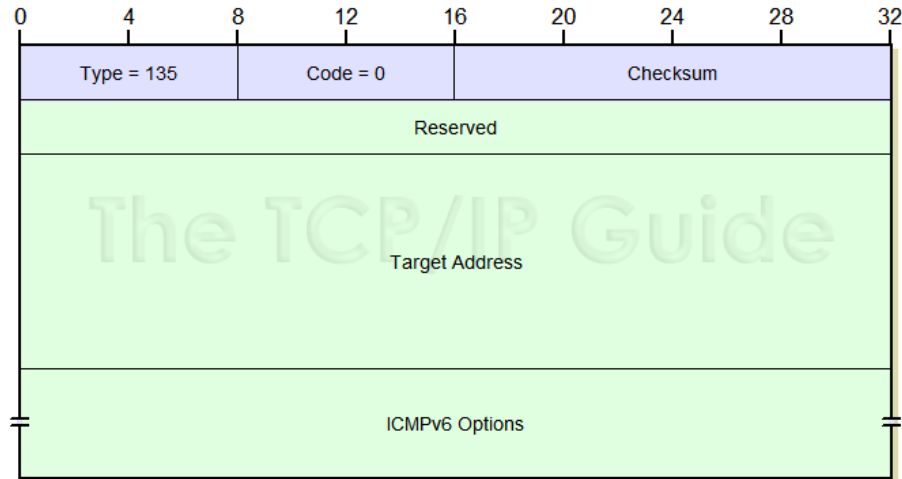 0 4 8 12 16 20 24 28 32
Type = 135 Code = 0 Checksum
Reserved
The TCP/IP Guide
Target Address
ICMPv6 Options